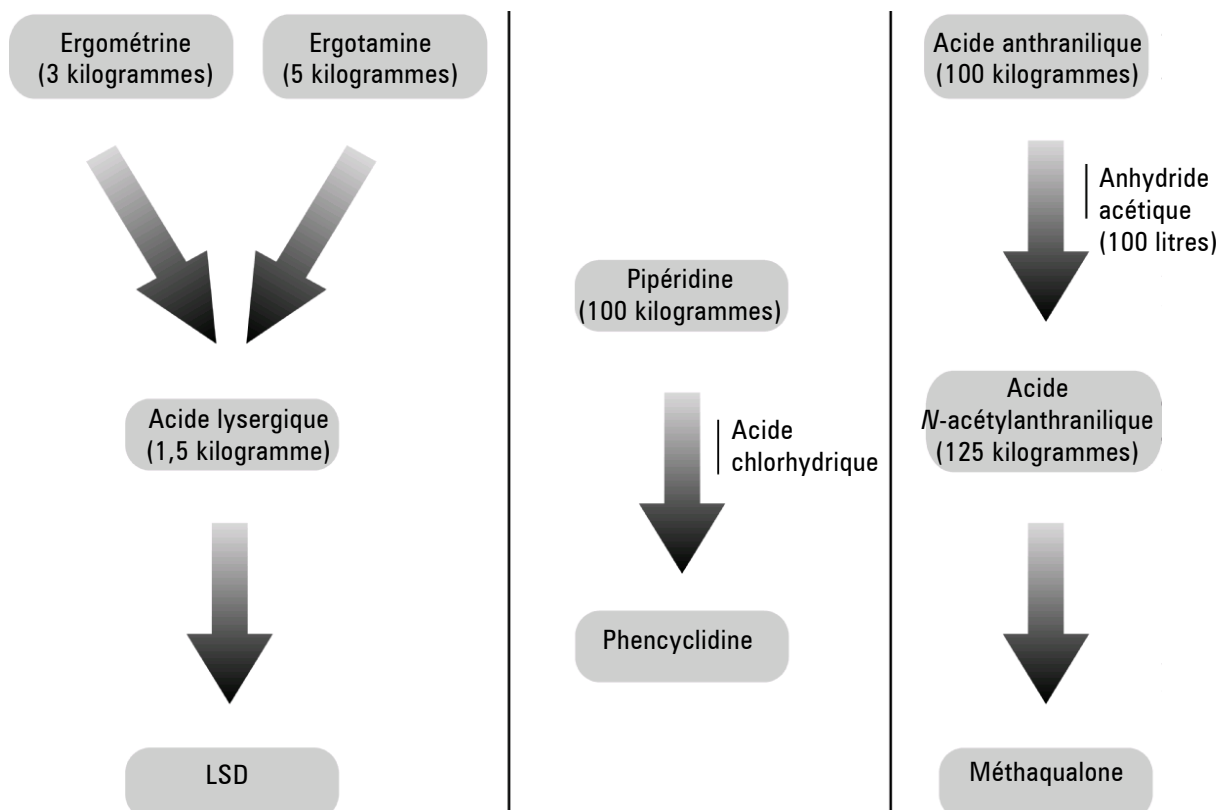 Ergométrine
(3 kilogrammes)
Ergotamine
(5 kilogrammes)
Acide lysergique
(1,5 kilogramme)
LSD
Pipéridine
(100 kilogrammes)
Acide
chlorhydrique
Phencyclidine
Acide anthranilique
(100 kilogrammes)
Anhydride
acétique
(100 litres)
Acide
N-acétylanthranilique
(125 kilogrammes)
Méthaqualone